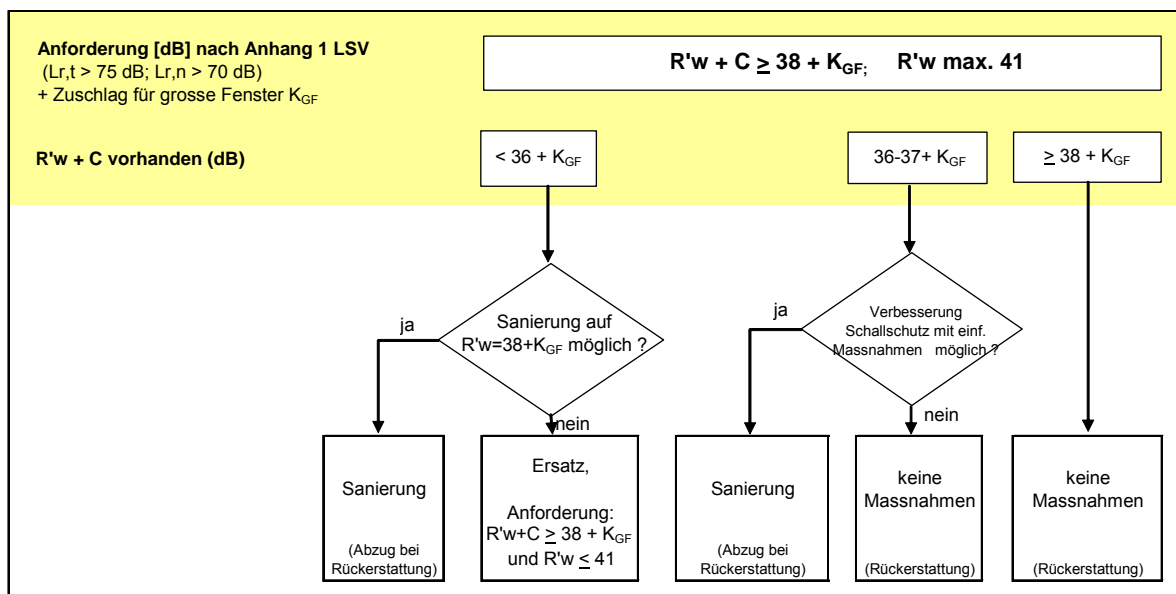 Anforderung [dB] nach Anhang 1 LSV
(Lr,t > 75 dB; Lr,n > 70 dB)
+ Zuschlag für grosse Fenster KGF
R'w + C ≥ 38 + KGF; R'w max. 41
R'w + C vorhanden (dB)
< 36 + KGF
36-37+ KGF
≥ 38 + KGF
ja
Sanierung auf
R'w=38+KGF möglich ?
nein
ja
Verbesserung
Schallschutz mit einf.
Massnahmen möglich ?
nein
Sanierung
(Abzug bei
Rückerstattung)
Ersatz,
Anforderung:
R'w+C ≥ 38 + KGF
und R'w ≤ 41
Sanierung
(Abzug bei
Rückerstattung)
keine
Massnahmen
(Rückerstattung)
keine
Massnahmen
(Rückerstattung)